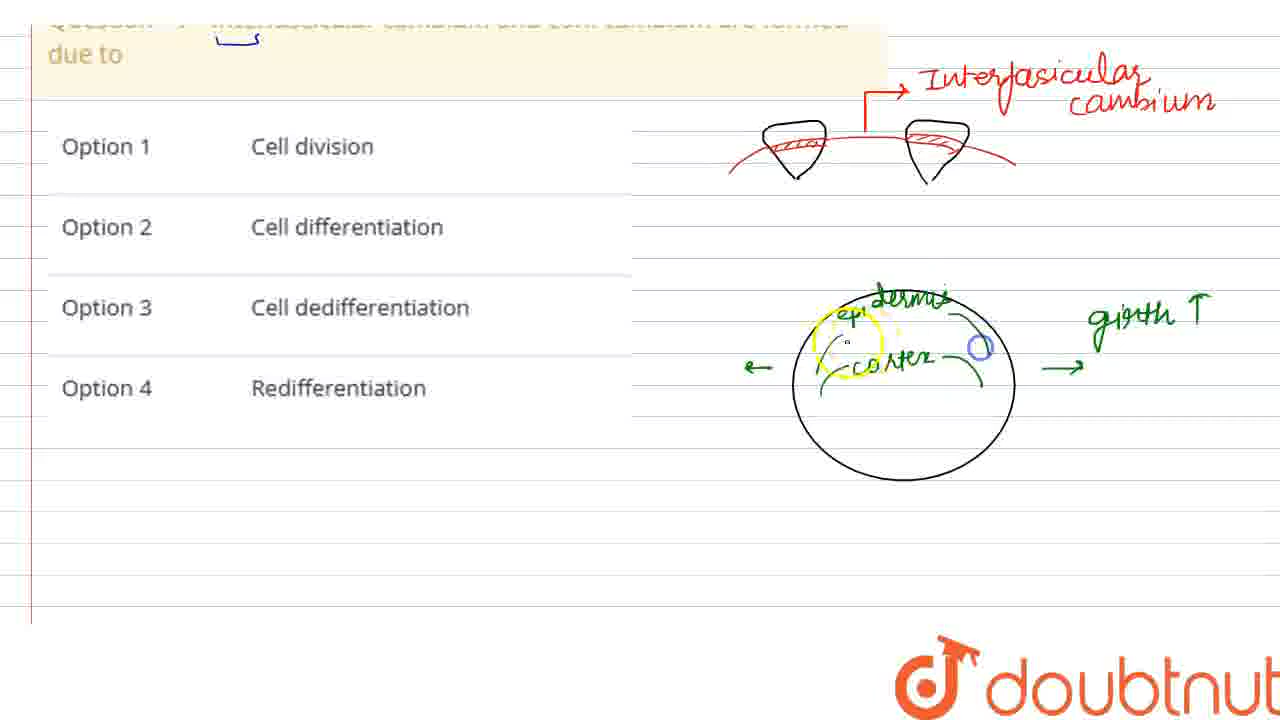 due to
Option 1 Cell division
Option 2 Cell differentiation
Option 3 Cell dedifferentiation
Option 4 Redifferentiation
Interfasicular
cambium
epidermis
cortex
girth ↑
doubtnut